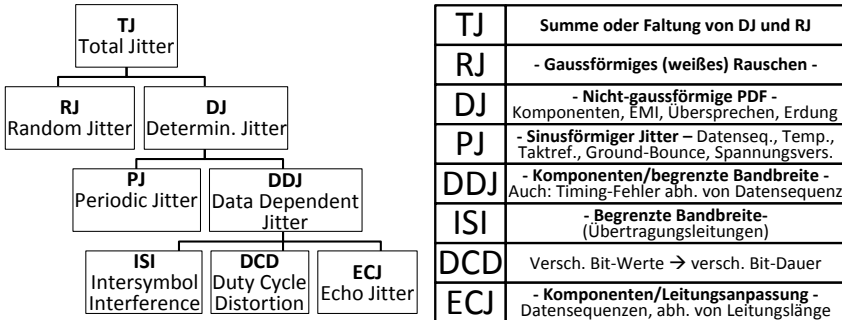 TJ
Total Jitter
RJ
Random Jitter
DJ
Determin. Jitter
PJ
Periodic Jitter
DDJ
Data Dependent
Jitter
ISI
Intersymbol
Interference
DCD
Duty Cycle
Distortion
ECJ
Echo Jitter
TJ
Summe oder Faltung von DJ und RJ
RJ
- Gaussförmiges (weißes) Rauschen -
DJ
- Nicht-gaussförmige PDF -
Komponenten, EMI, Übersprechen, Erdung
PJ
- Sinusförmiger Jitter – Datenseq., Temp.,
Taktref., Ground-Bounce, Spannungsvers.
DDJ
- Komponenten/begrenzte Bandbreite -
Auch: Timing-Fehler abh. von Datensequenz
ISI
- Begrenzte Bandbreite-
(Übertragungsleitungen)
DCD
Versch. Bit-Werte → versch. Bit-Dauer
ECJ
- Komponenten/Leitungsanpassung -
Datensequenzen, abh. von Leitungslänge